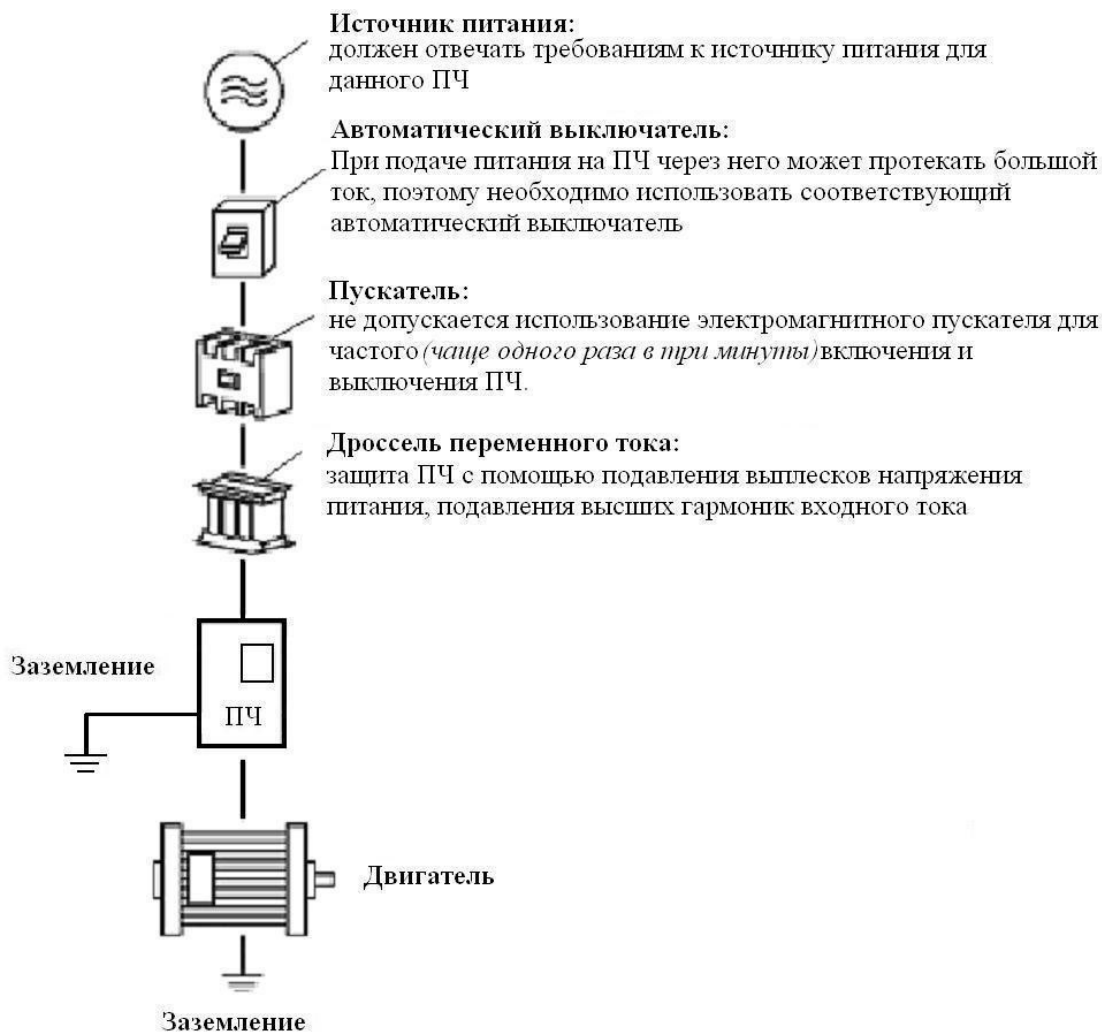 Источник питания:
должен отвечать требованиям к источнику питания для
данного ПЧ
Автоматический выключатель:
При подаче питания на ПЧ через него может протекать большой
ток, поэтому необходимо использовать соответствующий
автоматический выключатель
Пускатель:
не допускается использование электромагнитного пускателя для
частого (чаще одного раза в три минуты) включения и
выключения ПЧ.
Дроссель переменного тока:
защита ПЧ с помощью подавления выплесков напряжения
питания, подавления высших гармоник входного тока
Заземление
ПЧ
Двигатель
Заземление